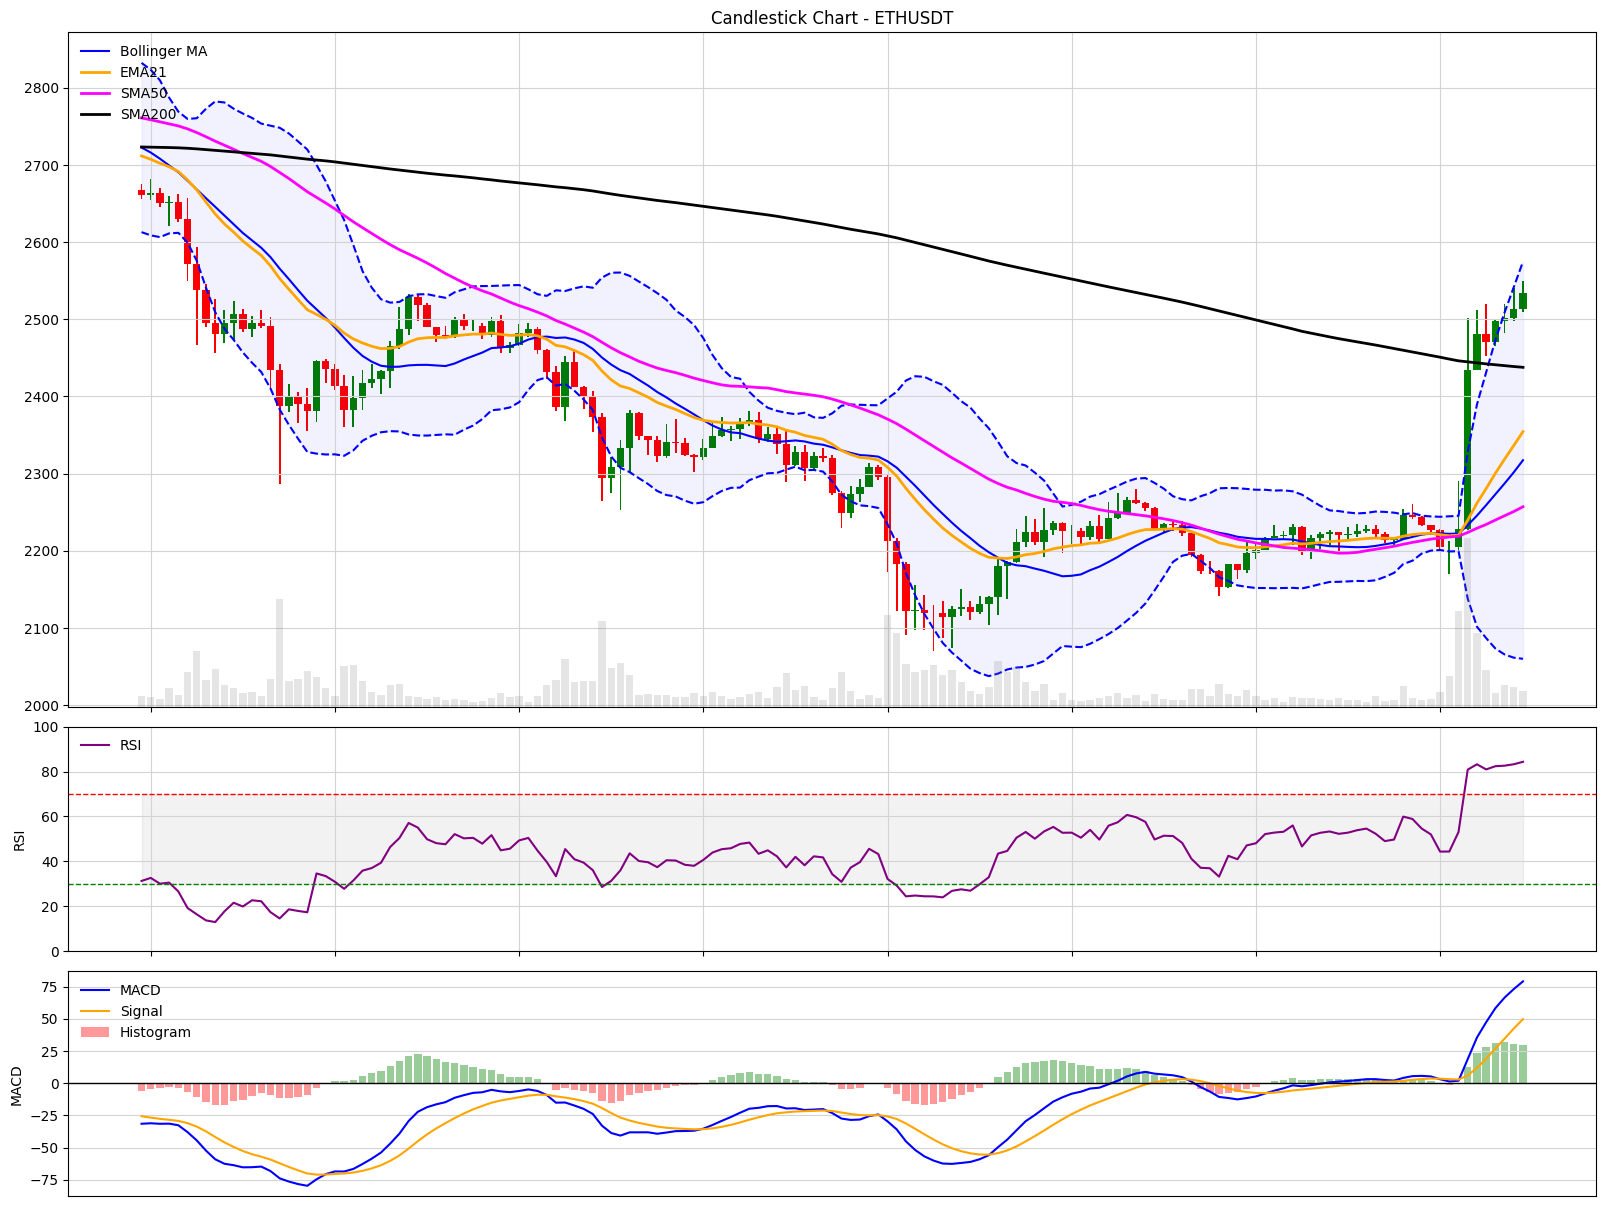 Candlestick Chart - ETHUSDT
Bollinger MA
EMA21
SMA50
SMA200
2800
2700
2600
2500
2400
2300
2200
2100
2000
RSI
100
80
60
40
20
0
RSI
MACD
Signal
Histogram
75
50
25
0
−25
−50
−75
MACD